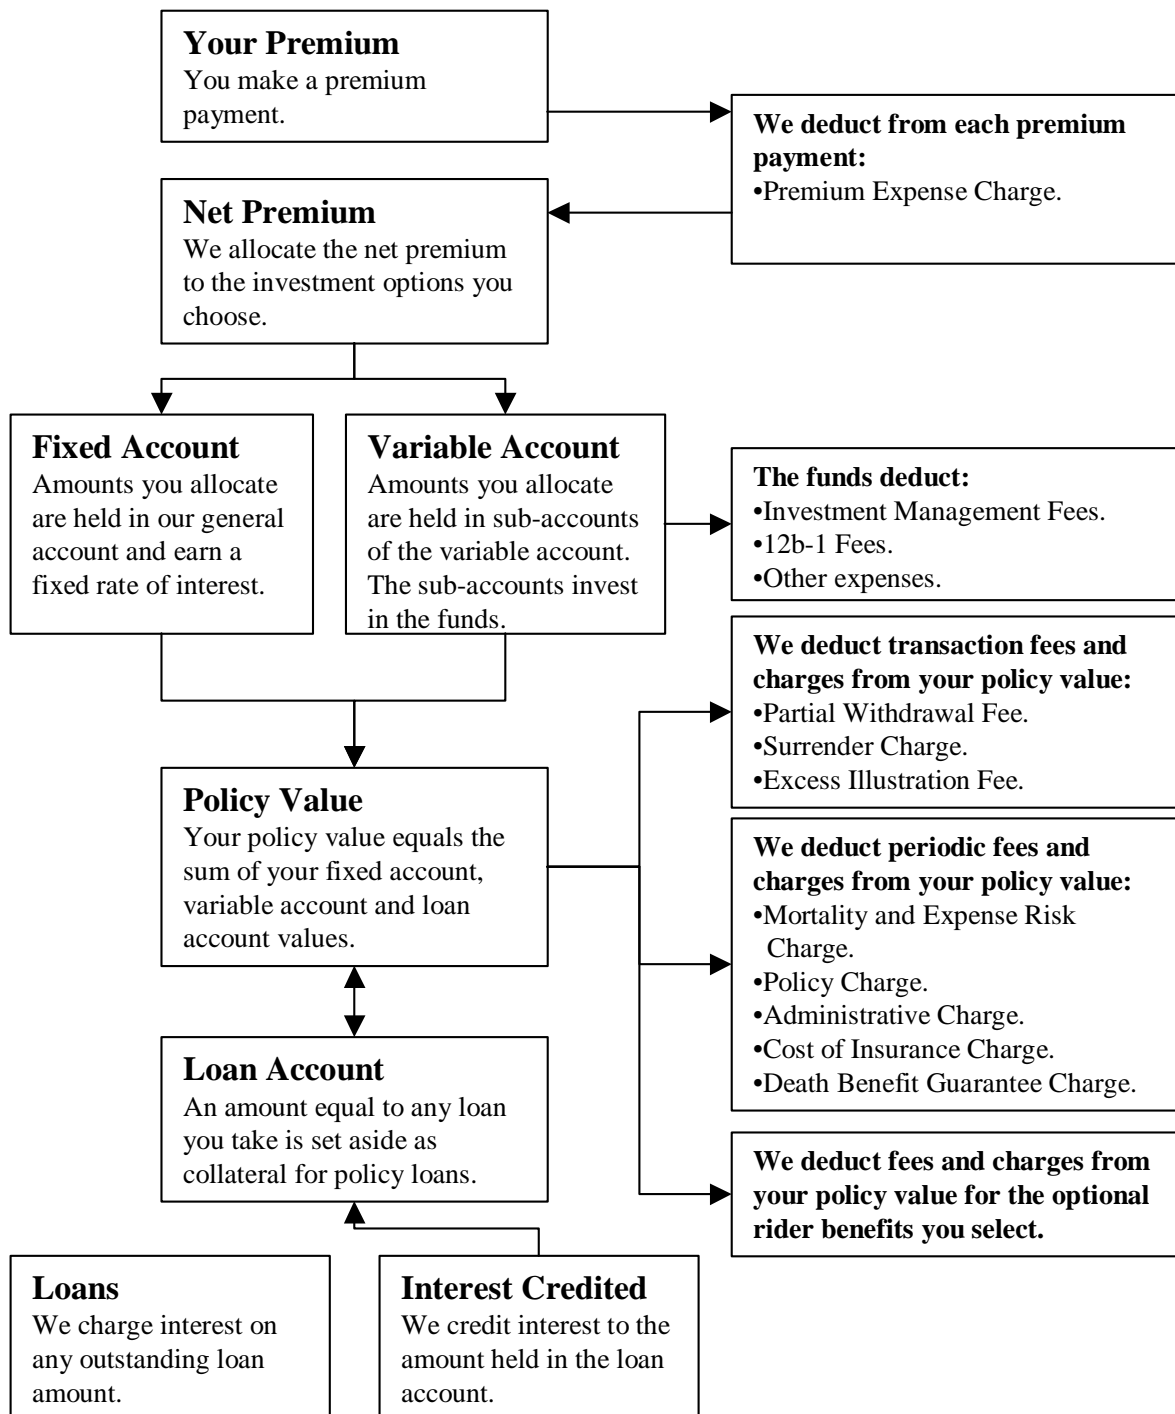 Your Premium
You make a premium
payment.
We deduct from each premium
payment:
•Premium Expense Charge.
Net Premium
We allocate the net premium
to the investment options you
choose.
Fixed Account
Amounts you allocate
are held in our general
account and earn a
fixed rate of interest.
Variable Account
Amounts you allocate
are held in sub-accounts
of the variable account.
The sub-accounts invest
in the funds.
The funds deduct:
•Investment Management Fees.
•12b-1 Fees.
•Other expenses.
We deduct transaction fees and
charges from your policy value:
•Partial Withdrawal Fee.
•Surrender Charge.
•Excess Illustration Fee.
Policy Value
Your policy value equals the
sum of your fixed account,
variable account and loan
account values.
We deduct periodic fees and
charges from your policy value:
•Mortality and Expense Risk
Charge.
•Policy Charge.
•Administrative Charge.
•Cost of Insurance Charge.
•Death Benefit Guarantee Charge.
Loan Account
An amount equal to any loan
you take is set aside as
collateral for policy loans.
We deduct fees and charges from
your policy value for the optional
rider benefits you select.
Loans
We charge interest on
any outstanding loan
amount.
Interest Credited
We credit interest to the
amount held in the loan
account.